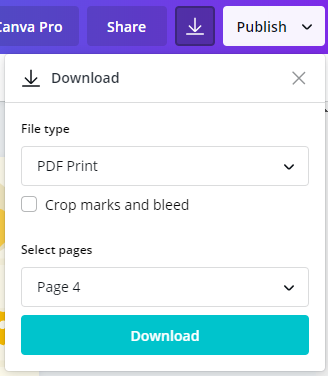 Canva Pro Share Publish
Download
File type
PDF Print
Crop marks and bleed
Select pages
Page 4
Download